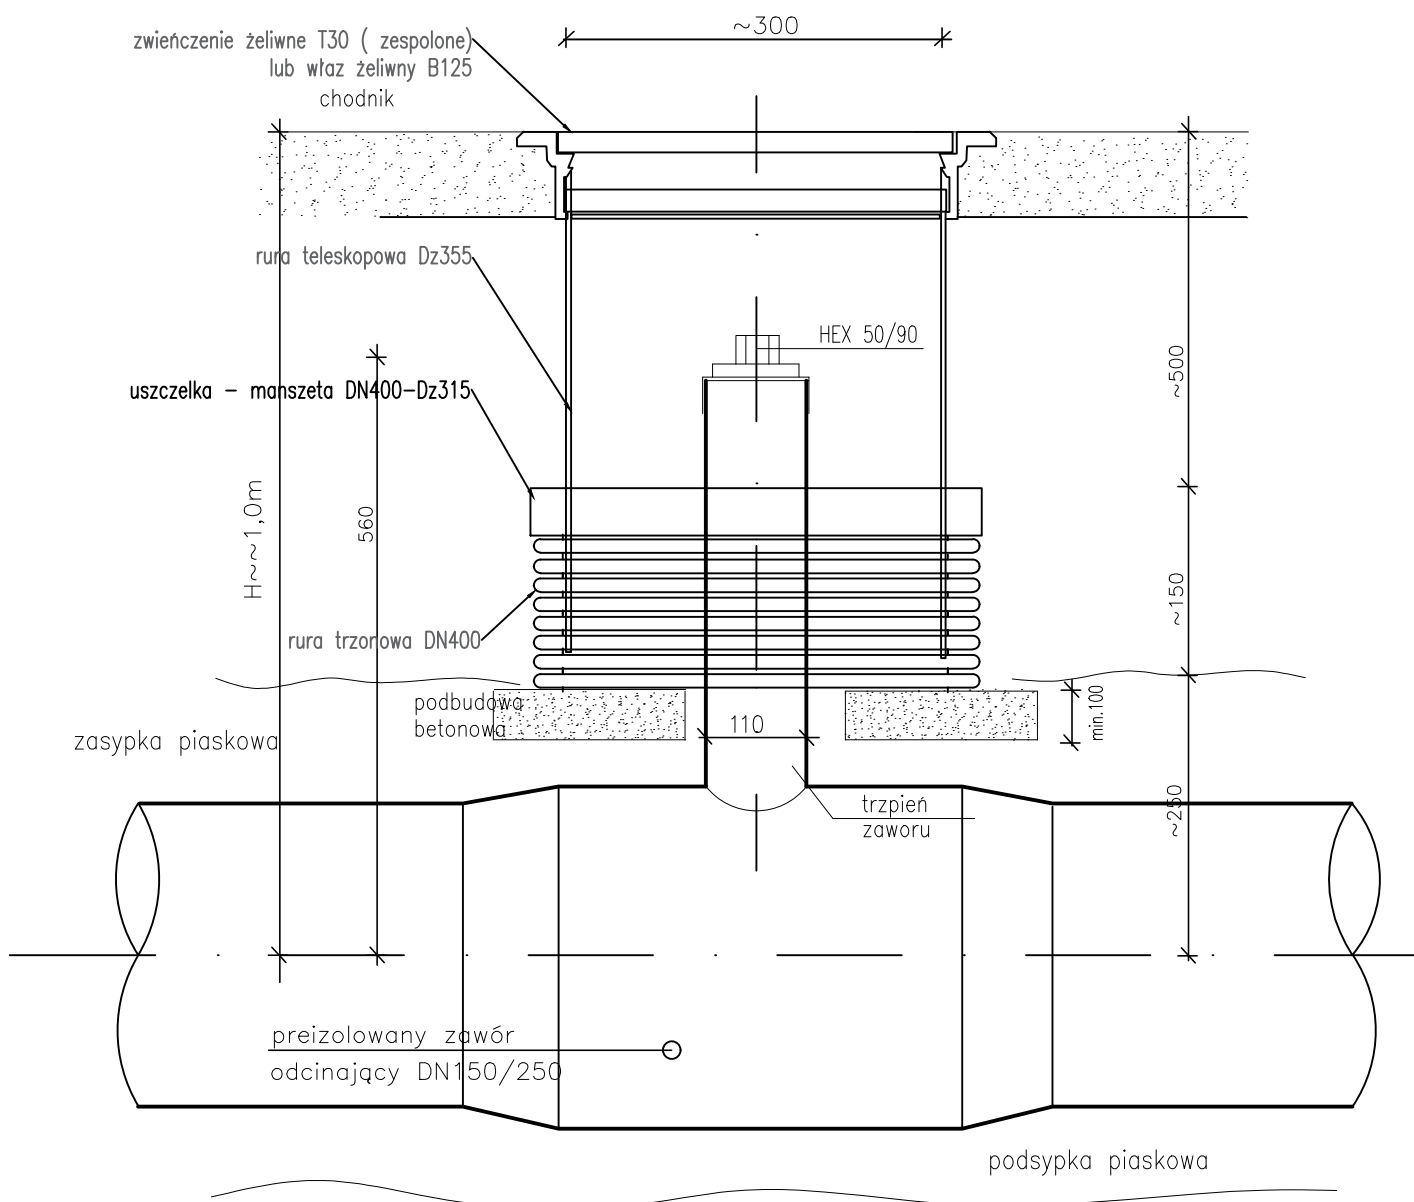 ~300
zwieńczenie żeliwne T30 ( zespolone)
lub właz żeliwny B125
chodnik
rura teleskopowa Dz355
HEX 50/90
uszczelka – manszeta DN400–Dz315
~500
H~~1,0m
560
~150
rura trzonowa DN400
podbudowa
betonowa
min.100
110
zasypka piaskowa
trzpień
zaworu
~250
preizolowany zawór
odcinający DN150/250
podsypka piaskowa